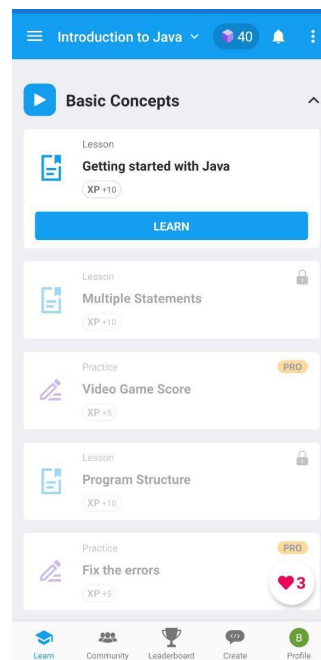 Introduction to Java 40
Basic Concepts
Lesson
Getting started with Java
XP +10
LEARN
Lesson
Multiple Statements
XP +10
Practice PRO
Video Game Score
XP +5
Lesson
Program Structure
XP +10
Practice PRO
Fix the errors
3
XP +5
</>
B
Learn Community Leaderboard Create Profile